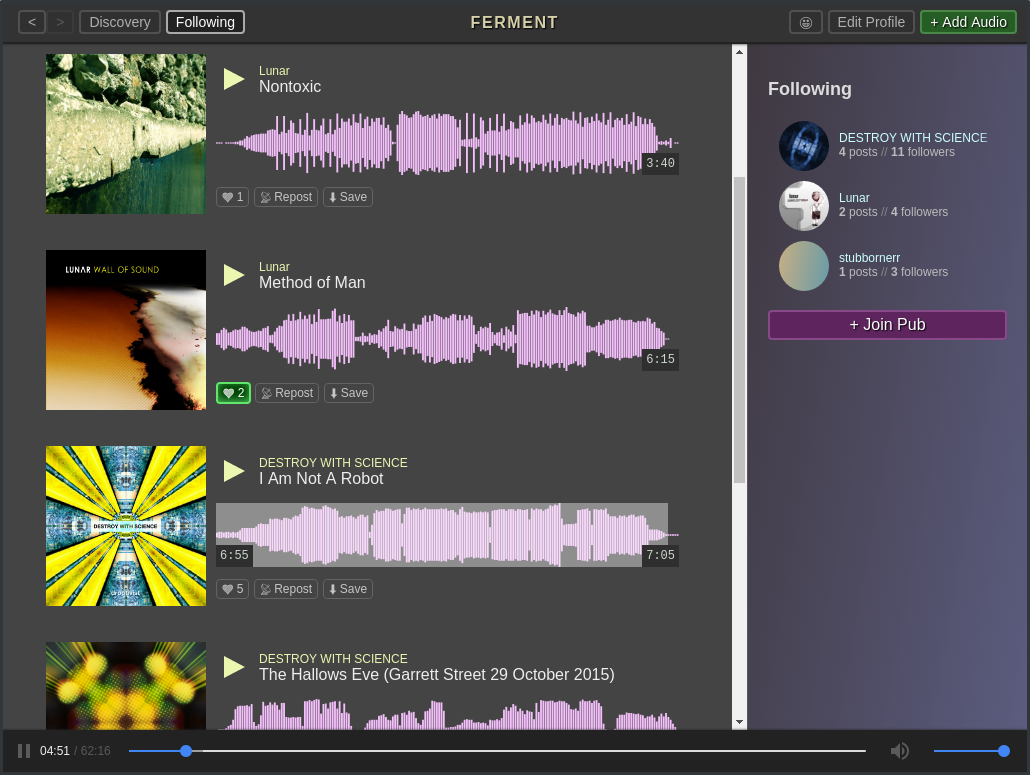 < > Discovery Following FERMENT Edit Profile + Add Audio
Lunar
Nontoxic
3:40
1 Repost Save
LUNAR WALL OF SOUND
Lunar
Method of Man
6:15
2 Repost Save
DESTROY WITH SCIENCE
DESTROY WITH SCIENCE
I Am Not A Robot
6:55 7:05
5 Repost Save
DESTROY WITH SCIENCE
The Hallows Eve (Garrett Street 29 October 2015)
Following
DESTROY WITH SCIENCE
4 posts // 11 followers
Lunar
2 posts // 4 followers
stubbornerr
1 posts // 3 followers
+ Join Pub
04:51 / 62:16